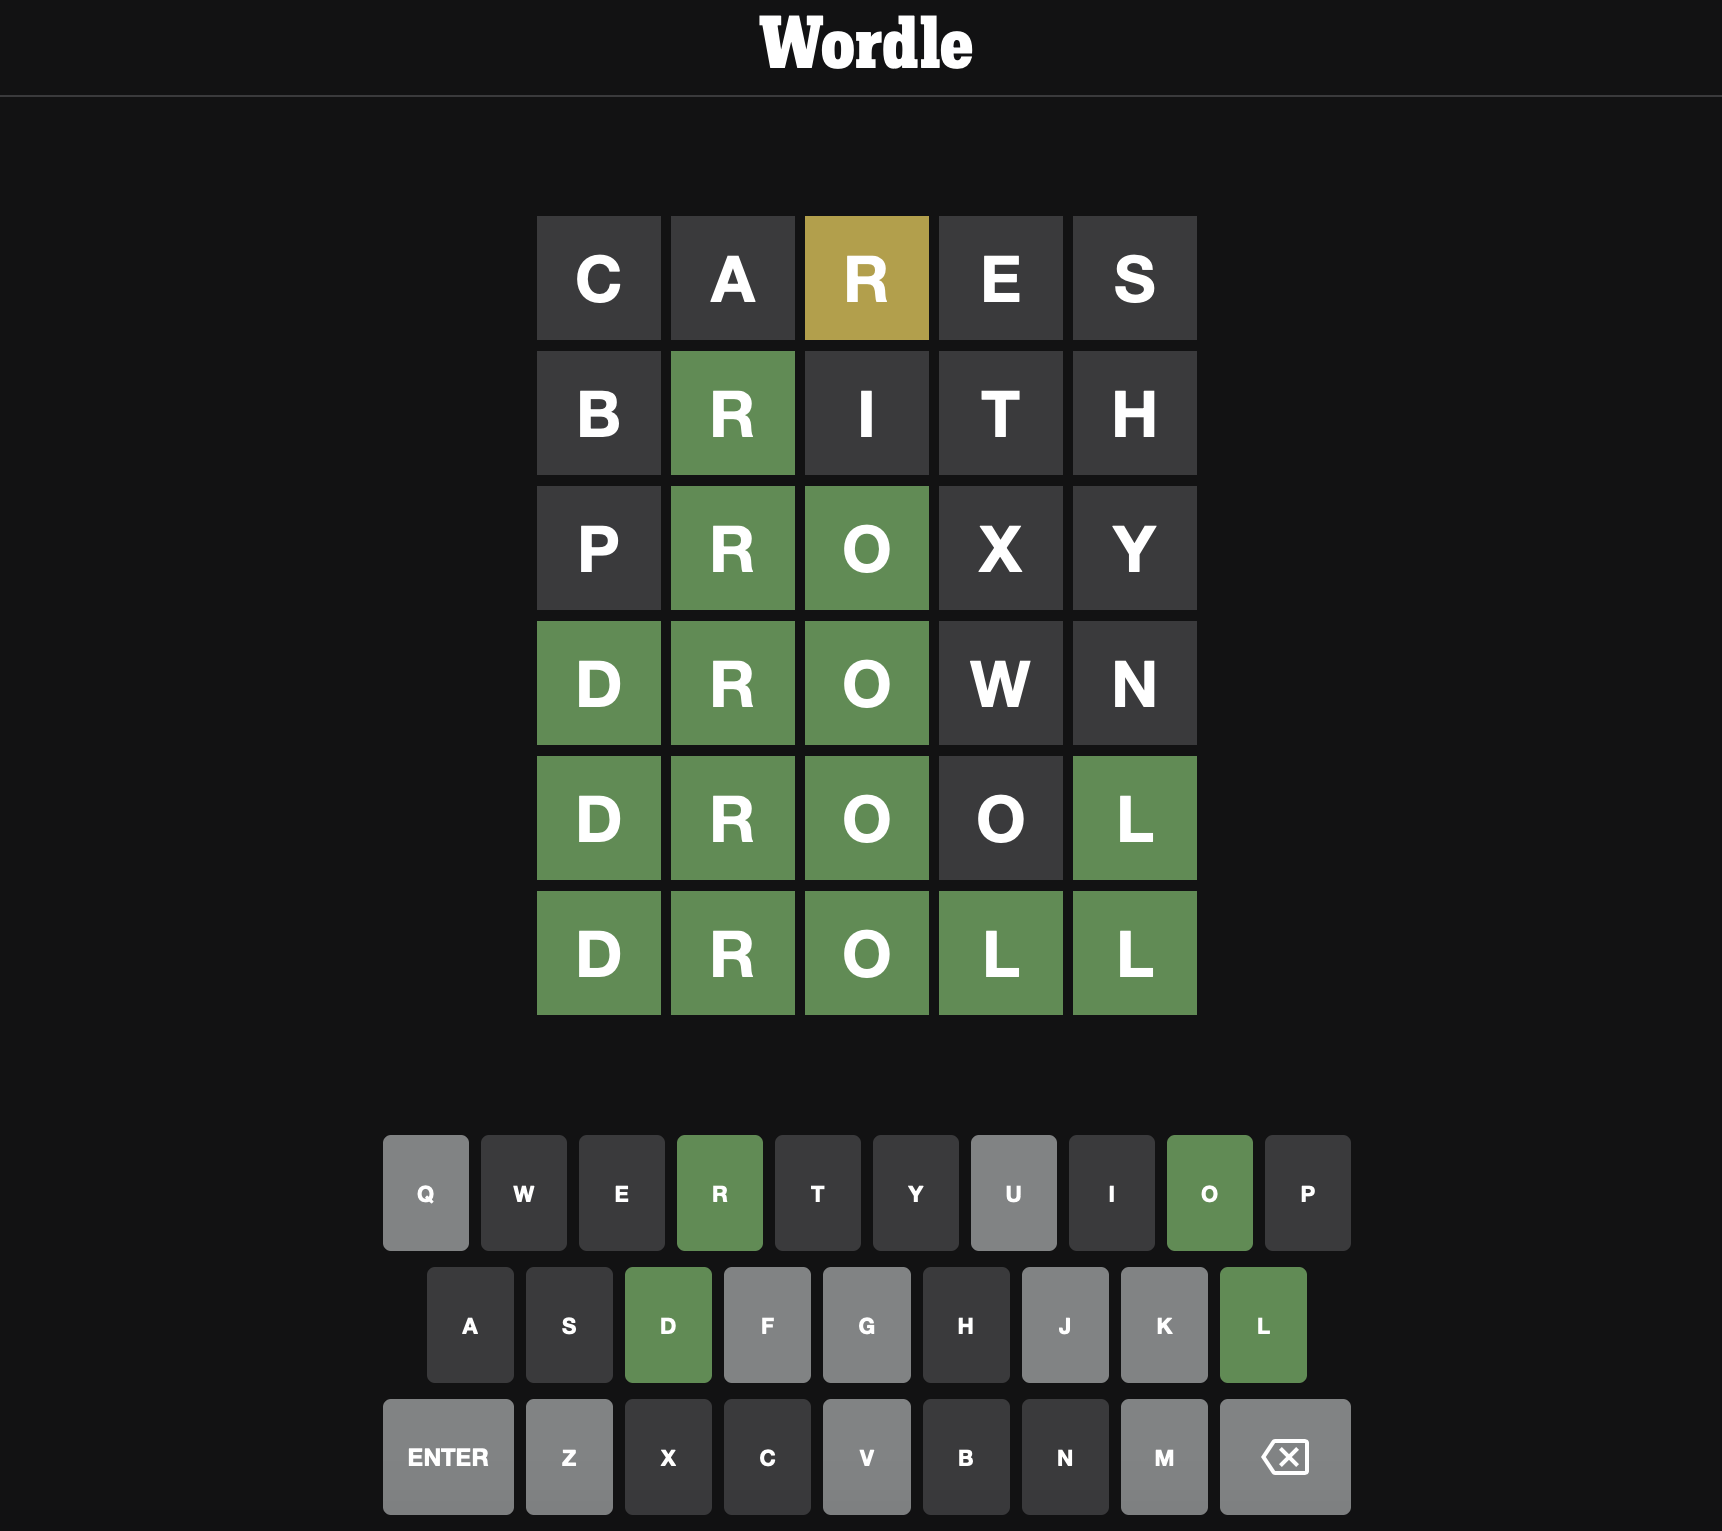 Wordle
C A R E S
B R I T H
P R O X Y
D R O W N
D R O O L
D R O L L
Q W E R T Y U I O P
A S D F G H J K L
ENTER Z X C V B N M